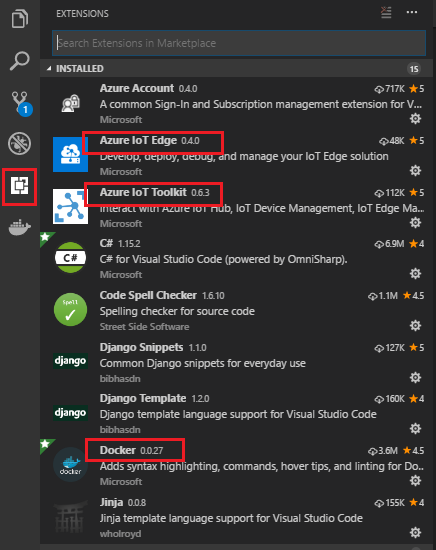 EXTENSIONS
Search Extensions in Marketplace
INSTALLED 15
Azure Account 0.4.0 717K 5
A common Sign-In and Subscription management extension for V...
Microsoft
Azure IoT Edge 0.4.0 48K 5
Develop, deploy, debug, and manage your IoT Edge solution
Microsoft
Azure IoT Toolkit 0.6.3 112K 5
Interact with Azure IoT Hub, IoT Device Management, IoT Edge Ma...
Microsoft
1
C# 1.15.2 6.9M 4
C# for Visual Studio Code (powered by OmniSharp).
Microsoft
C#
Code Spell Checker 1.6.10 1.1M 4.5
Spelling checker for source code
Street Side Software
Spell
Django Snippets 1.1.0 127K 5
Common Django snippets for everyday use
bibhasdn
django
Django Template 1.2.0 160K 4
Django template language support for Visual Studio Code
bibhasdn
django
Docker 0.0.27 3.6M 4.5
Adds syntax highlighting, commands, hover tips, and linting for Do...
Microsoft
docker
Jinja 0.0.8 155K 4
Jinja template language support for Visual Studio Code
wholroyd